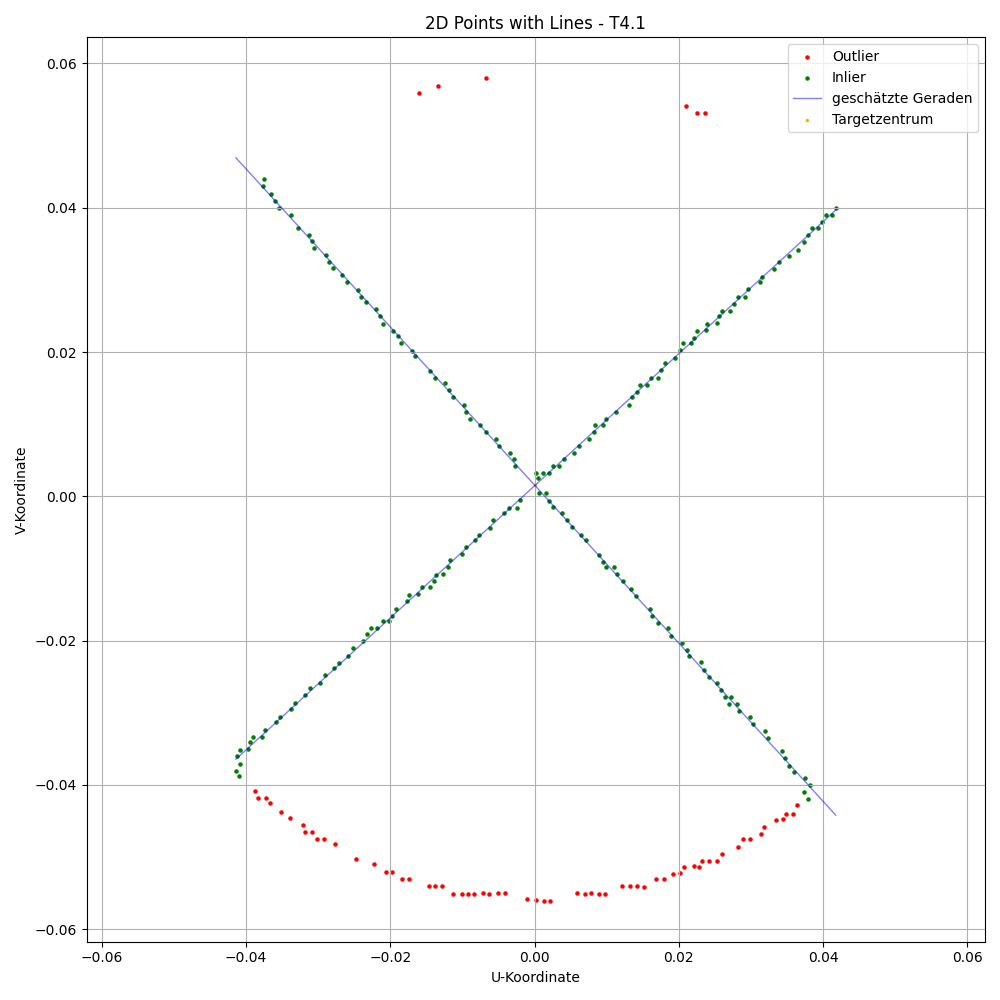 2D Points with Lines - T4.1
Outlier
Inlier
geschätzte Geraden
Targetzentrum
V-Koordinate
0.06
0.04
0.02
0.00
−0.02
−0.04
−0.06
−0.06
−0.04
−0.02
0.00
0.02
0.04
0.06
U-Koordinate